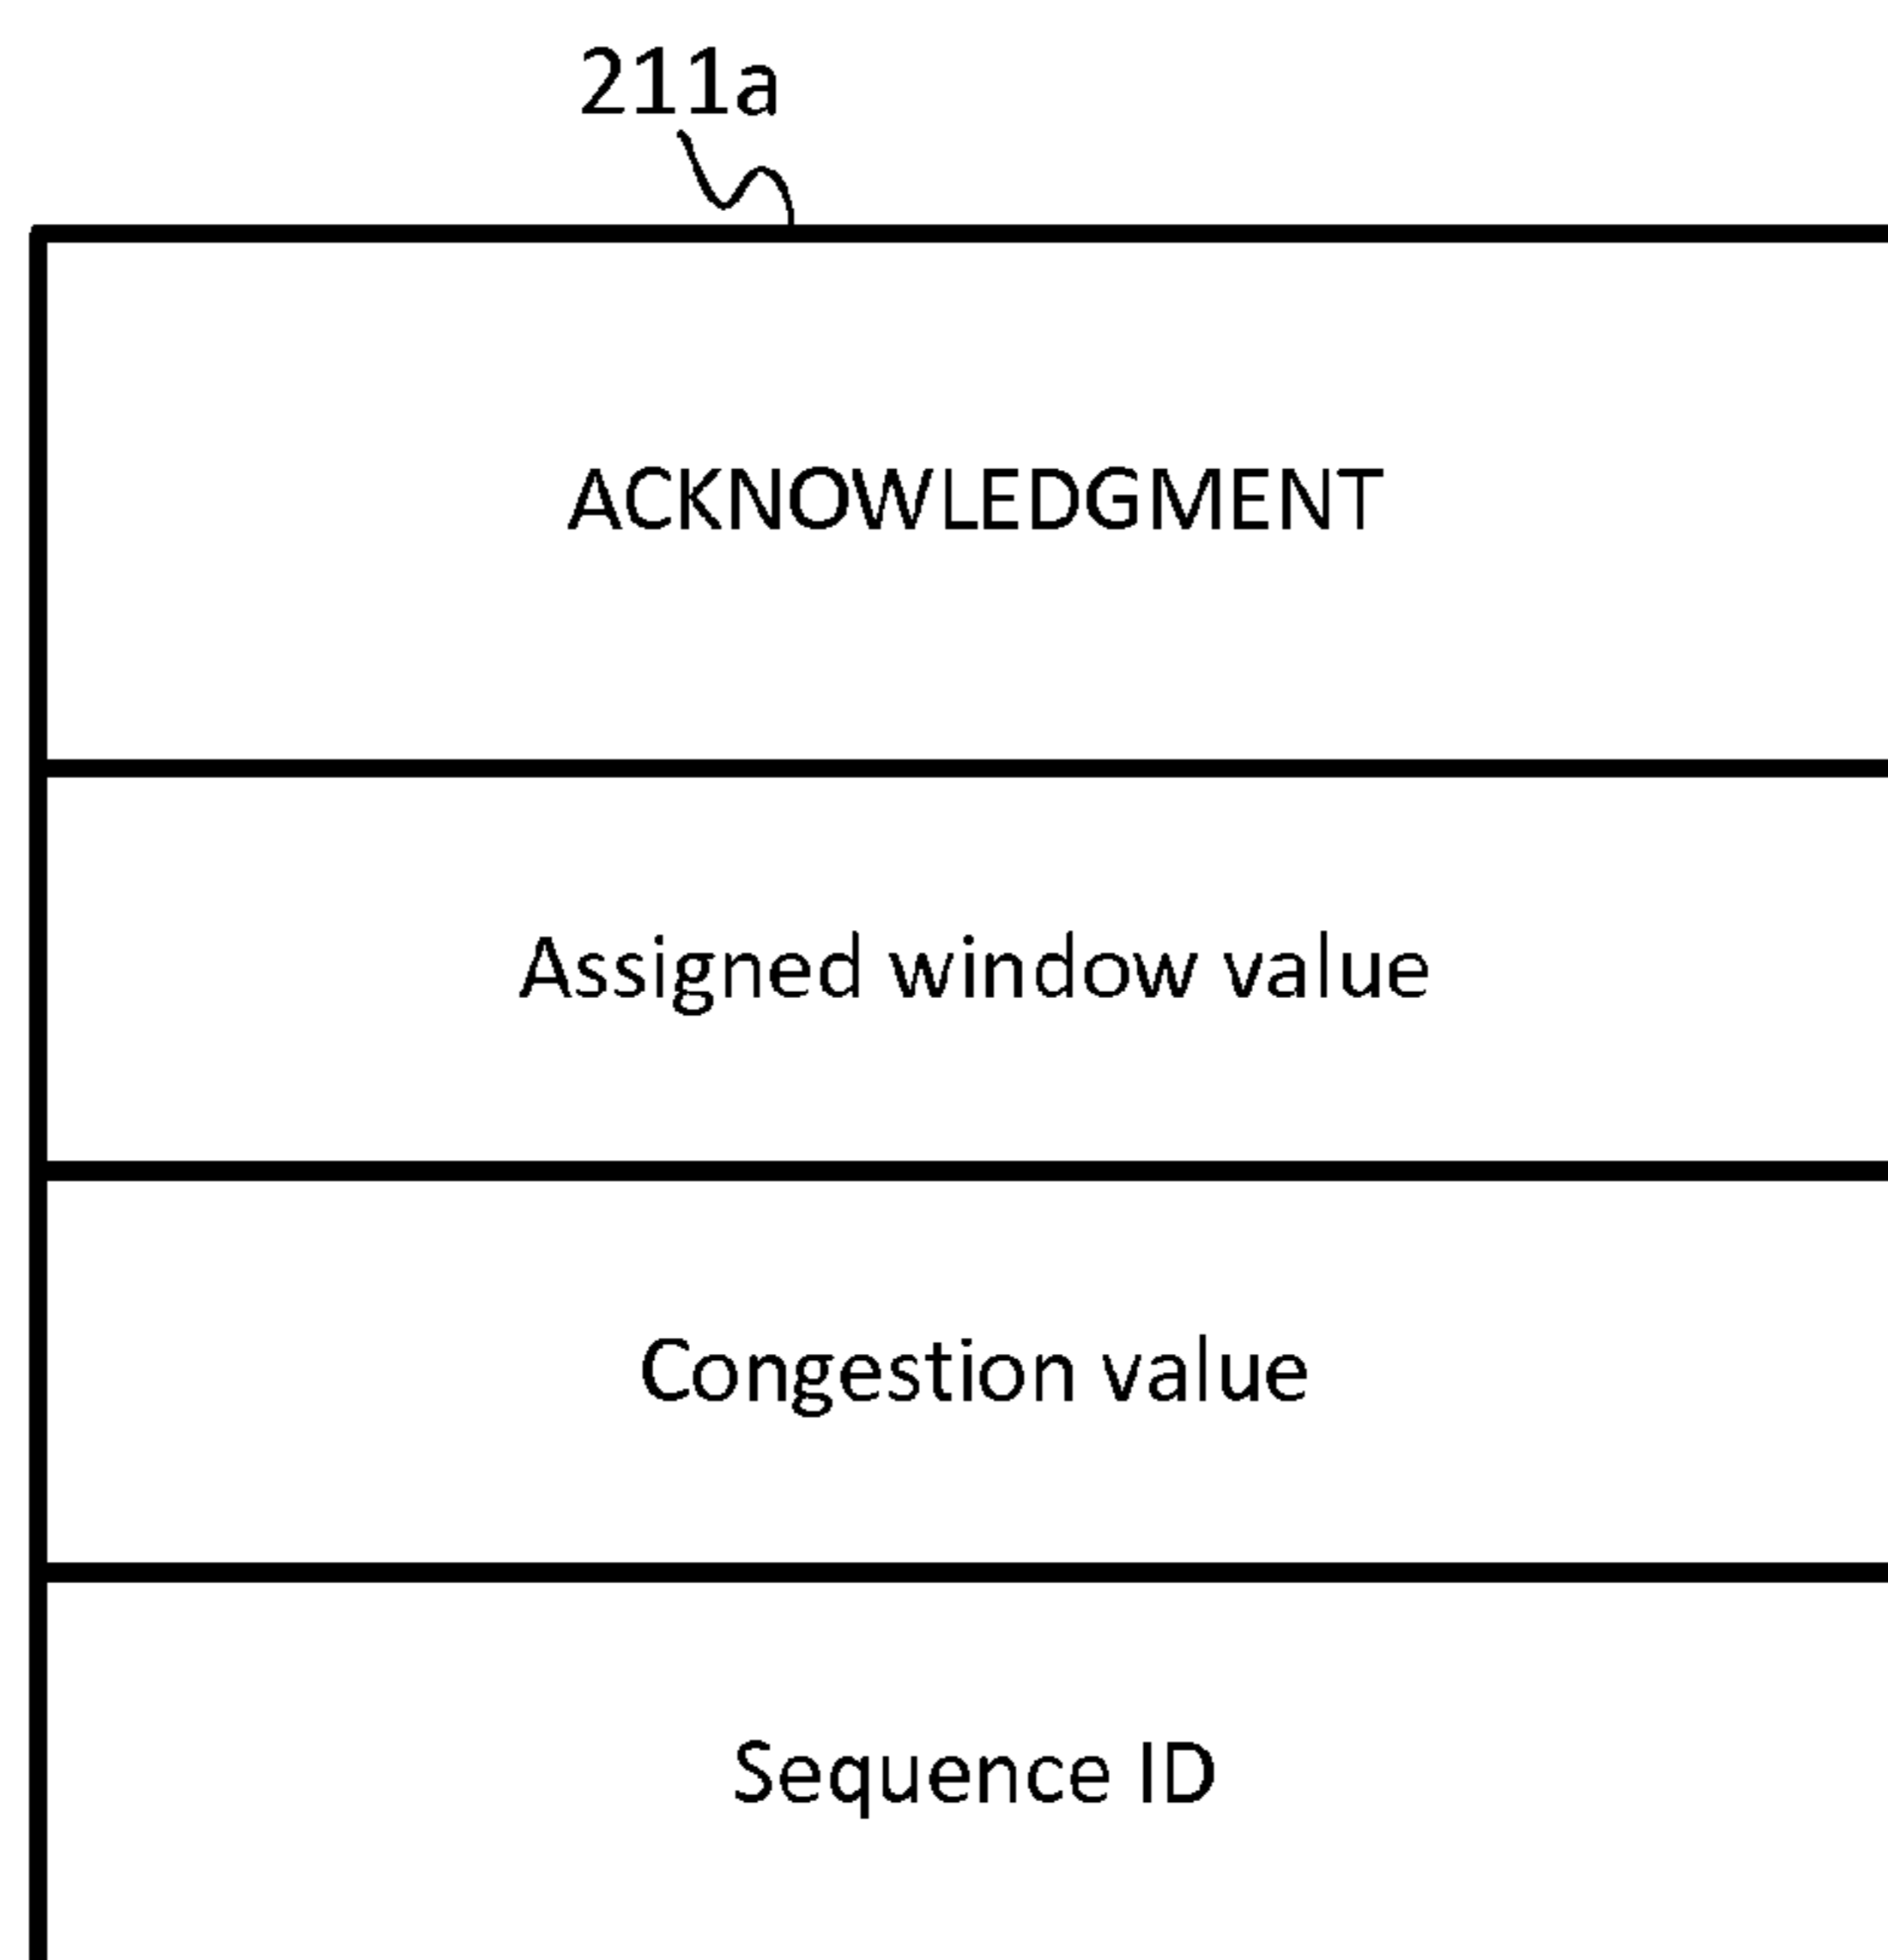 211a
ACKNOWLEDGMENT
Assigned window value
Congestion value
Sequence ID